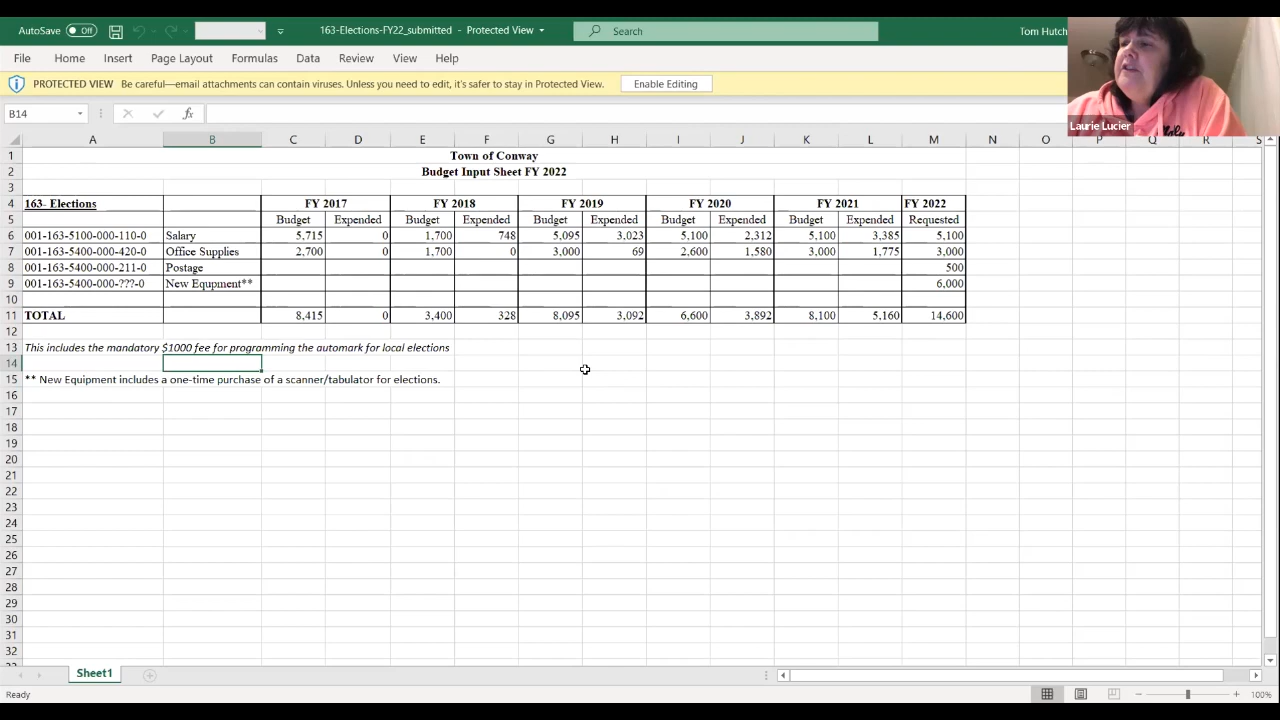 AutoSave Off 163-Elections-FY22_submitted - Protected View Search Tom Hutch
File Home Insert Page Layout Formulas Data Review View Help
PROTECTED VIEW Be careful—email attachments can contain viruses. Unless you need to edit, it's safer to stay in Protected View. Enable Editing
Laurie Lucier
B14 fx
A B C D E F G H I J K L M N O P Q R S
1 Town of Conway
2 Budget Input Sheet FY 2022
3
4 163- Elections FY 2017 FY 2018 FY 2019 FY 2020 FY 2021 FY 2022
5 Budget Expended Budget Expended Budget Expended Budget Expended Budget Expended Requested
6 001-163-5100-000-110-0 Salary 5,715 0 1,700 748 5,095 3,023 5,100 2,312 5,100 3,385 5,100
7 001-163-5400-000-420-0 Office Supplies 2,700 0 1,700 0 3,000 69 2,600 1,580 3,000 1,775 3,000
8 001-163-5400-000-211-0 Postage 500
9 001-163-5400-000-???-0 New Equpment** 6,000
10
11 TOTAL 8,415 0 3,400 328 8,095 3,092 6,600 3,892 8,100 5,160 14,600
12
13 This includes the mandatory $1000 fee for programming the automark for local elections
14
15 ** New Equipment includes a one-time purchase of a scanner/tabulator for elections.
16
17
18
19
20
21
22
23
24
25
26
27
28
29
30
31
32
Sheet1
Ready 100%